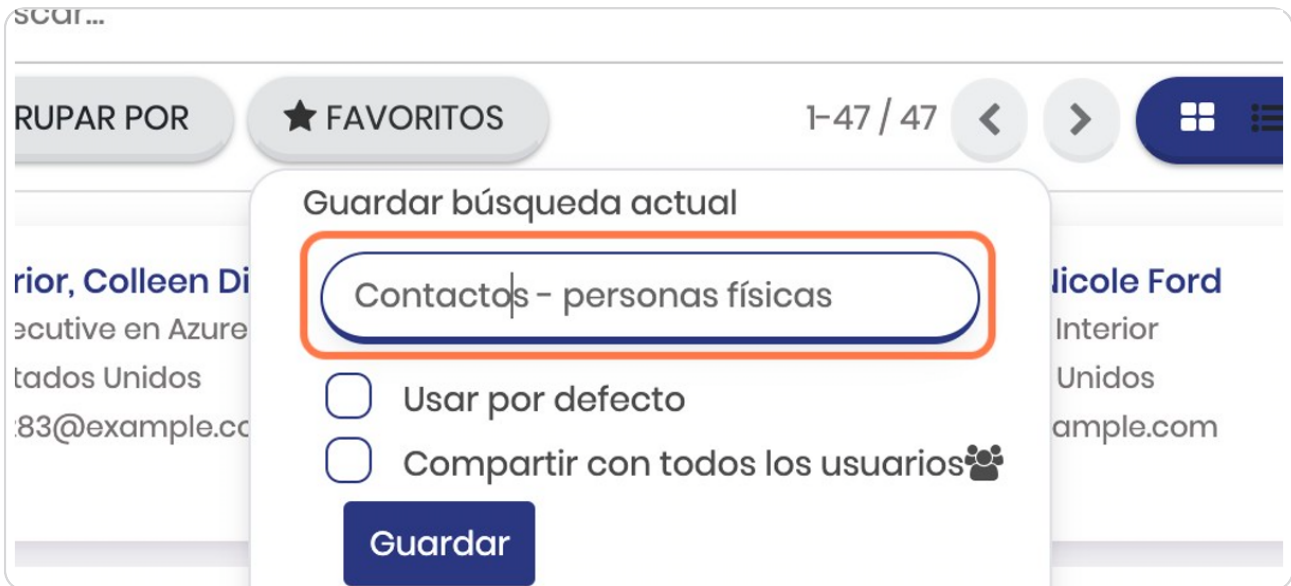 scar...
RUPAR POR
FAVORITOS
1-47 / 47
Guardar búsqueda actual
Contactos - personas físicas
Usar por defecto
Compartir con todos los usuarios
Guardar
rior, Colleen Di
ecutive en Azure
tados Unidos
83@example.co
Nicole Ford
Interior
Unidos
ample.com